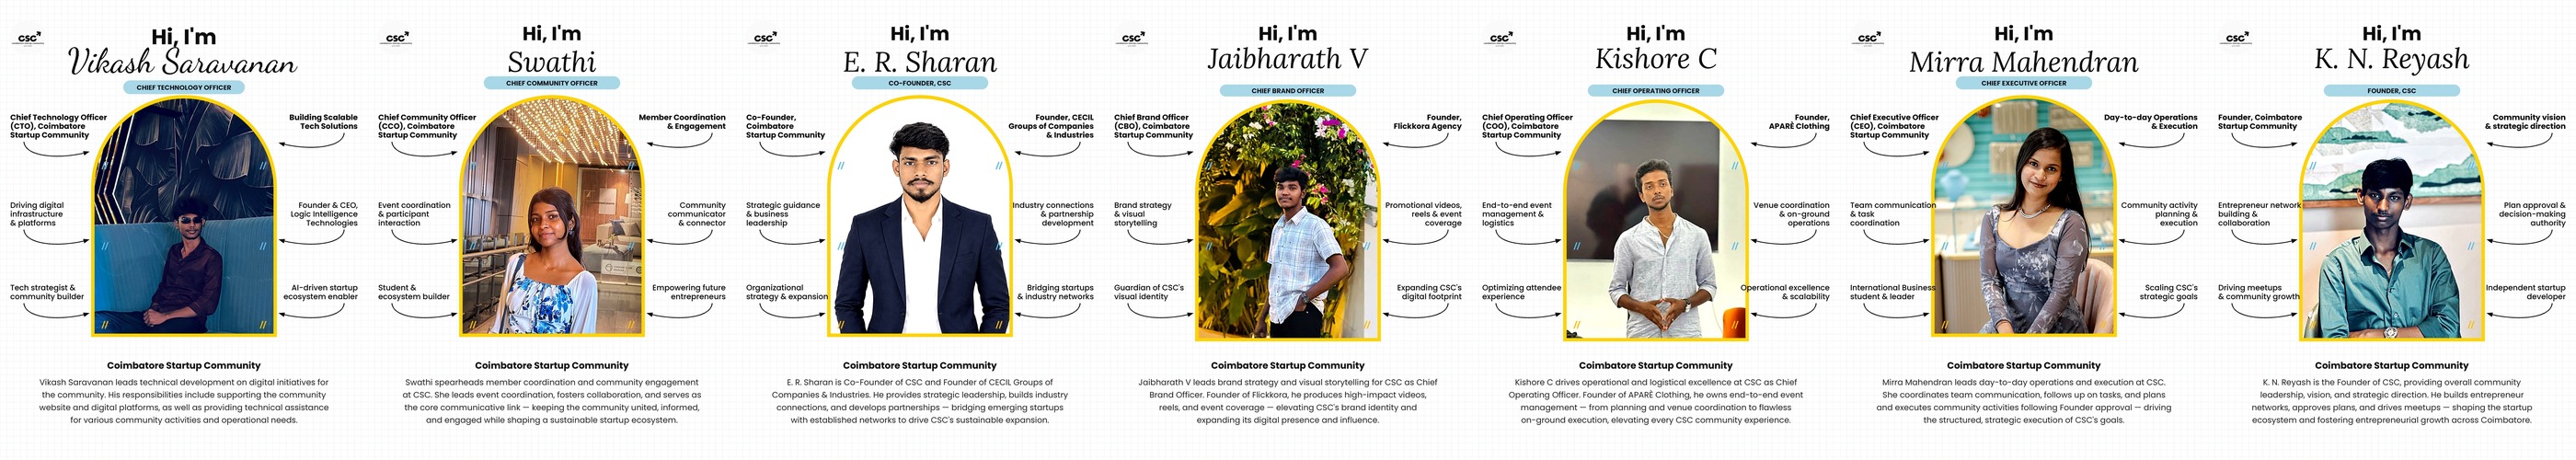 CSC
Hi, I'm
Vikash Saravanan
CHIEF TECHNOLOGY OFFICER
Chief Technology Officer
(CTO), Coimbatore
Startup Community
Building Scalable
Tech Solutions
Driving digital
infrastructure
& platforms
Founder & CEO,
Logic Intelligence
Technologies
Tech strategist &
community builder
AI-driven startup
ecosystem enabler
Coimbatore Startup Community
Vikash Saravanan leads technical development on digital initiatives for
the community. His responsibilities include supporting the community
website and digital platforms, as well as providing technical assistance
for various community activities and operational needs.
CSC
Hi, I'm
Swathi
CHIEF COMMUNITY OFFICER
Chief Community Officer
(CCO), Coimbatore
Startup Community
Member Coordination
& Engagement
Event coordination
& participant
interaction
Community
communicator
& connector
Student &
ecosystem builder
Empowering future
entrepreneurs
Coimbatore Startup Community
Swathi spearheads member coordination and community engagement
at CSC. She leads event coordination, fosters collaboration, and serves as
the core communicative link — keeping the community united, informed,
and engaged while shaping a sustainable startup ecosystem.
CSC
Hi, I'm
E. R. Sharan
CO-FOUNDER, CSC
Co-Founder,
Coimbatore
Startup Community
Founder, CECIL
Groups of Companies
& Industries
Strategic guidance
& business
leadership
Industry connections
& partnership
development
Organizational
strategy & expansion
Bridging startups
& industry networks
Coimbatore Startup Community
E. R. Sharan is Co-Founder of CSC and Founder of CECIL Groups of
Companies & Industries. He provides strategic leadership, builds industry
connections, and develops partnerships — bridging emerging startups
with established networks to drive CSC's sustainable expansion.
CSC
Hi, I'm
Jaibharath V
CHIEF BRAND OFFICER
Chief Brand Officer
(CBO), Coimbatore
Startup Community
Founder,
Flickkora Agency
Brand strategy
& visual
storytelling
Promotional videos,
reels & event
coverage
Guardian of CSC's
visual identity
Expanding CSC's
digital footprint
Coimbatore Startup Community
Jaibharath V leads brand strategy and visual storytelling for CSC as Chief
Brand Officer. Founder of Flickkora, he produces high-impact videos,
reels, and event coverage — elevating CSC's brand identity and
expanding its digital presence and influence.
CSC
Hi, I'm
Kishore C
CHIEF OPERATING OFFICER
Chief Operating Officer
(COO), Coimbatore
Startup Community
Founder,
APARĒ Clothing
End-to-end event
management &
logistics
Venue coordination
& on-ground
operations
Optimizing attendee
experience
Operational excellence
& scalability
Coimbatore Startup Community
Kishore C drives operational and logistical excellence at CSC as Chief
Operating Officer. Founder of APARĒ Clothing, he owns end-to-end event
management — from planning and venue coordination to flawless
on-ground execution, elevating every CSC community experience.
CSC
Hi, I'm
Mirra Mahendran
CHIEF EXECUTIVE OFFICER
Chief Executive Officer
(CEO), Coimbatore
Startup Community
Day-to-day Operations
& Execution
Team communication
& task
coordination
Community activity
planning &
execution
International Business
student & leader
Scaling CSC's
strategic goals
Coimbatore Startup Community
Mirra Mahendran leads day-to-day operations and execution at CSC.
She coordinates team communication, follows up on tasks, and plans
and executes community activities following Founder approval — driving
the structured, strategic execution of CSC's goals.
CSC
Hi, I'm
K. N. Reyash
FOUNDER, CSC
Founder, Coimbatore
Startup Community
Community vision
& strategic direction
Entrepreneur network
building &
collaboration
Plan approval &
decision-making
authority
Driving meetups
& community growth
Independent startup
developer
Coimbatore Startup Community
K. N. Reyash is the Founder of CSC, providing overall community
leadership, vision, and strategic direction. He builds entrepreneur
networks, approves plans, and drives meetups — shaping the startup
ecosystem and fostering entrepreneurial growth across Coimbatore.